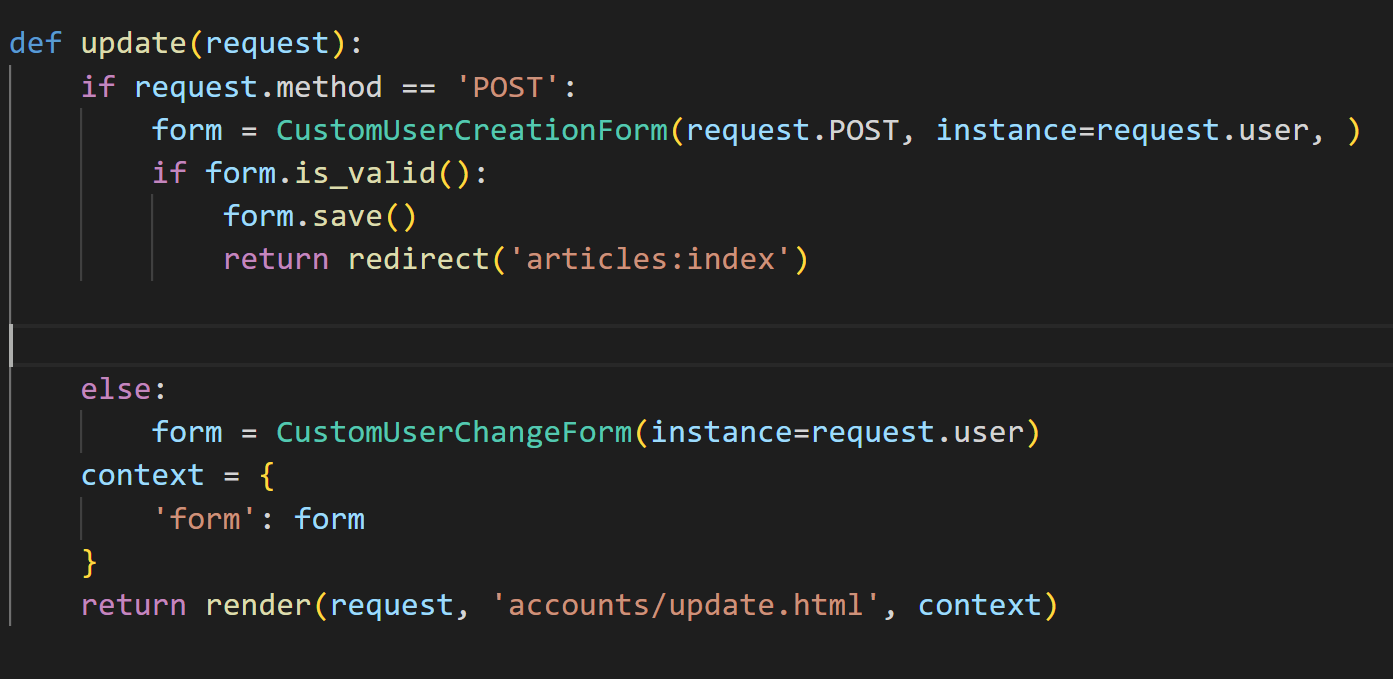 def update(request):
    if request.method == 'POST':
        form = CustomUserCreationForm(request.POST, instance=request.user, )
        if form.is_valid():
            form.save()
            return redirect('articles:index')
    else:
        form = CustomUserChangeForm(instance=request.user)
    context = {
        'form': form
    }
    return render(request, 'accounts/update.html', context)